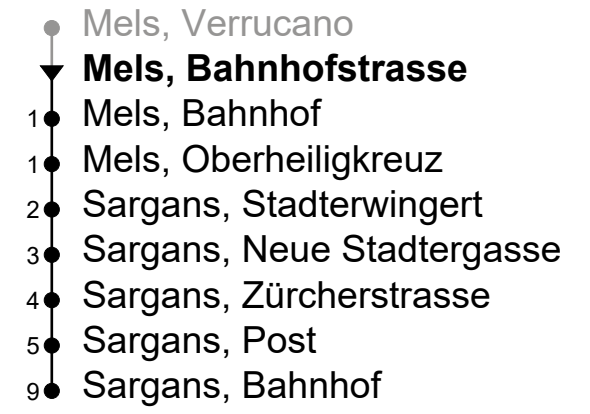 Mels, Verrucano
Mels, Bahnhofstrasse
1 Mels, Bahnhof
1 Mels, Oberheiligkreuz
2 Sargans, Stadterwingert
3 Sargans, Neue Stadtergasse
4 Sargans, Zürcherstrasse
5 Sargans, Post
9 Sargans, Bahnhof